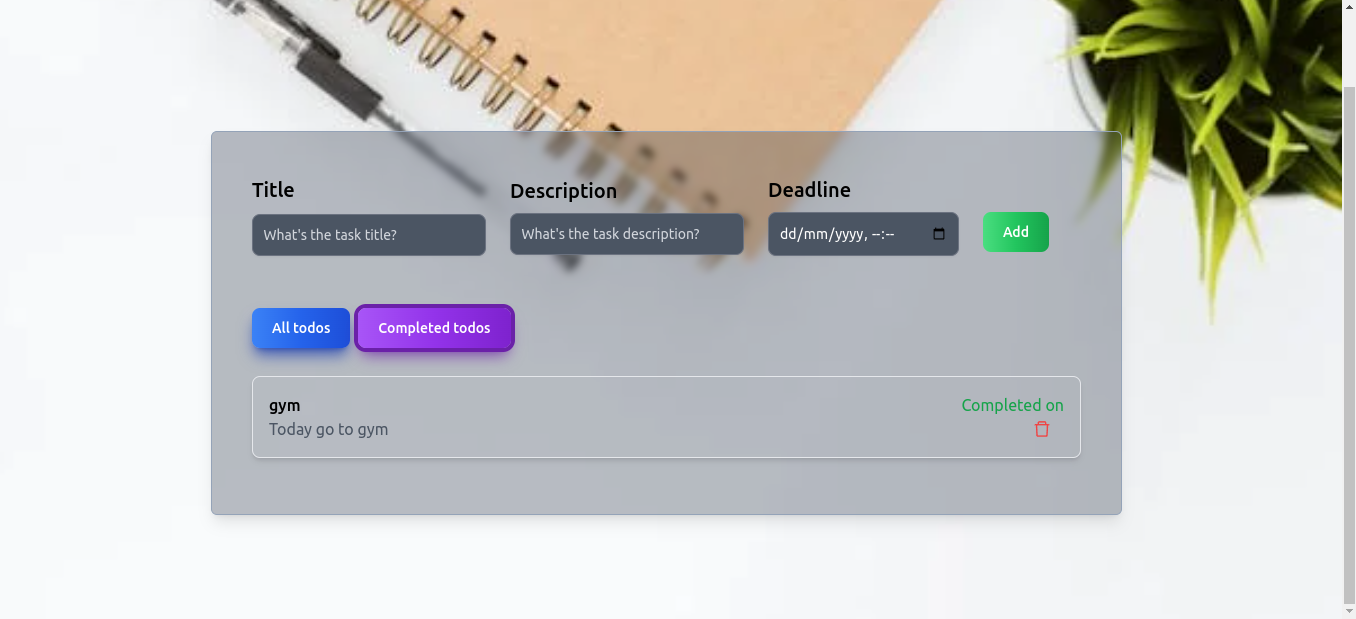 Title
Description
Deadline
What's the task title?
What's the task description?
dd/mm/yyyy, --:--
Add
All todos
Completed todos
gym
Completed on
Today go to gym